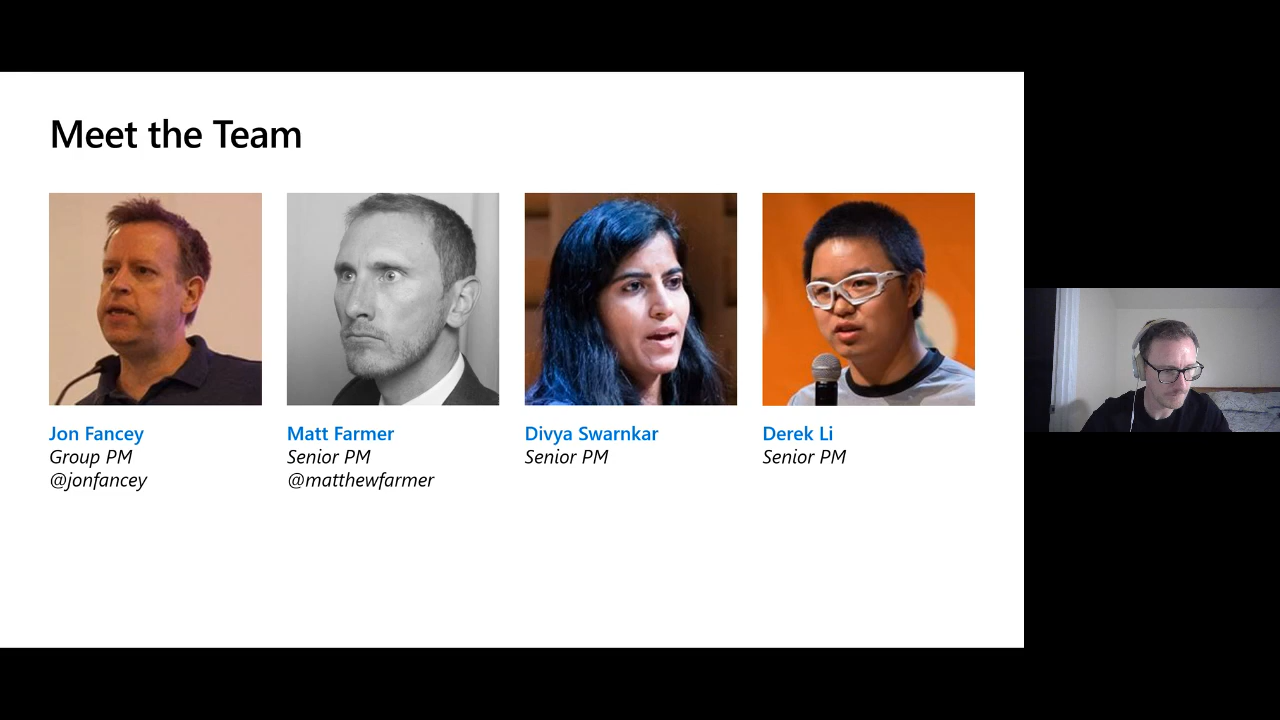 Meet the Team
Jon Fancey
Group PM
@jonfancey
Matt Farmer
Senior PM
@matthewfarmer
Divya Swarnkar
Senior PM
Derek Li
Senior PM